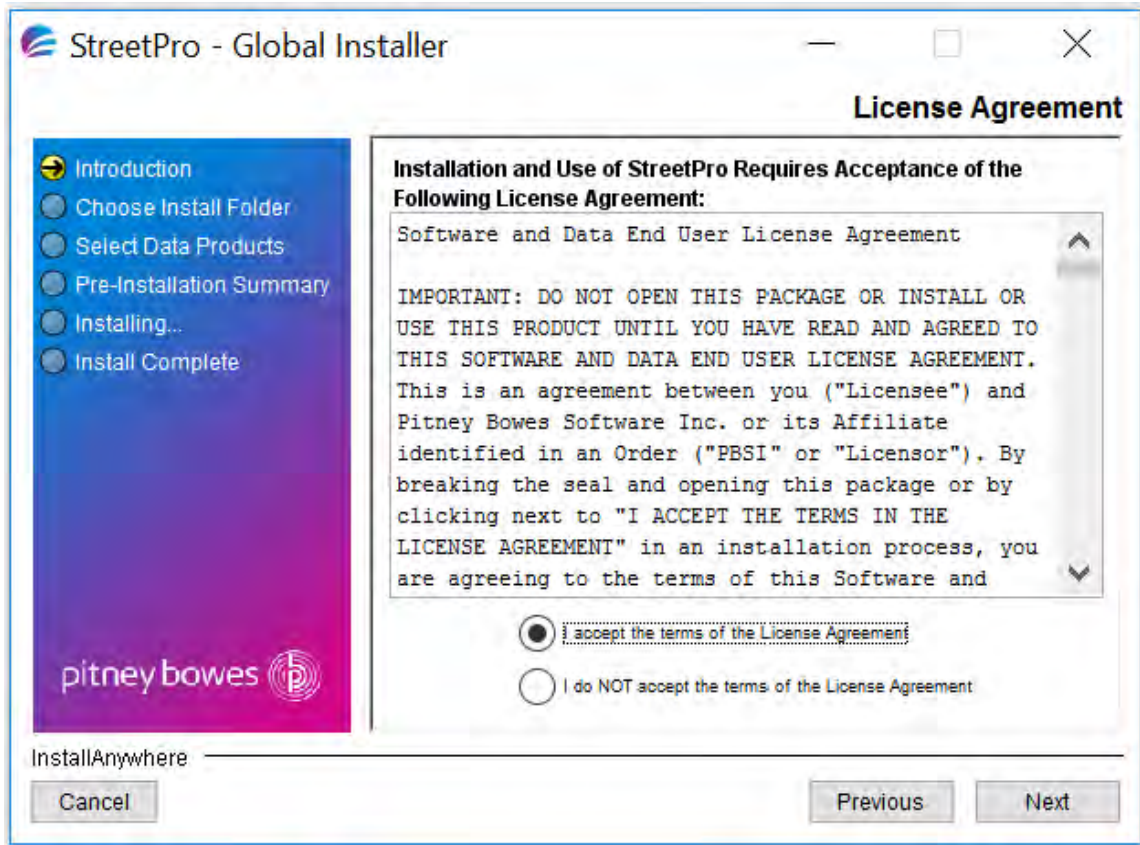 StreetPro - Global Installer
License Agreement
Introduction
Choose Install Folder
Select Data Products
Pre-Installation Summary
Installing...
Install Complete
pitney bowes
Installation and Use of StreetPro Requires Acceptance of the
Following License Agreement:
Software and Data End User License Agreement
IMPORTANT: DO NOT OPEN THIS PACKAGE OR INSTALL OR
USE THIS PRODUCT UNTIL YOU HAVE READ AND AGREED TO
THIS SOFTWARE AND DATA END USER LICENSE AGREEMENT.
This is an agreement between you ("Licensee") and
Pitney Bowes Software Inc. or its Affiliate
identified in an Order ("PBSI" or "Licensor"). By
breaking the seal and opening this package or by
clicking next to "I ACCEPT THE TERMS IN THE
LICENSE AGREEMENT" in an installation process, you
are agreeing to the terms of this Software and
I accept the terms of the License Agreement
I do NOT accept the terms of the License Agreement
InstallAnywhere
Cancel
Previous
Next